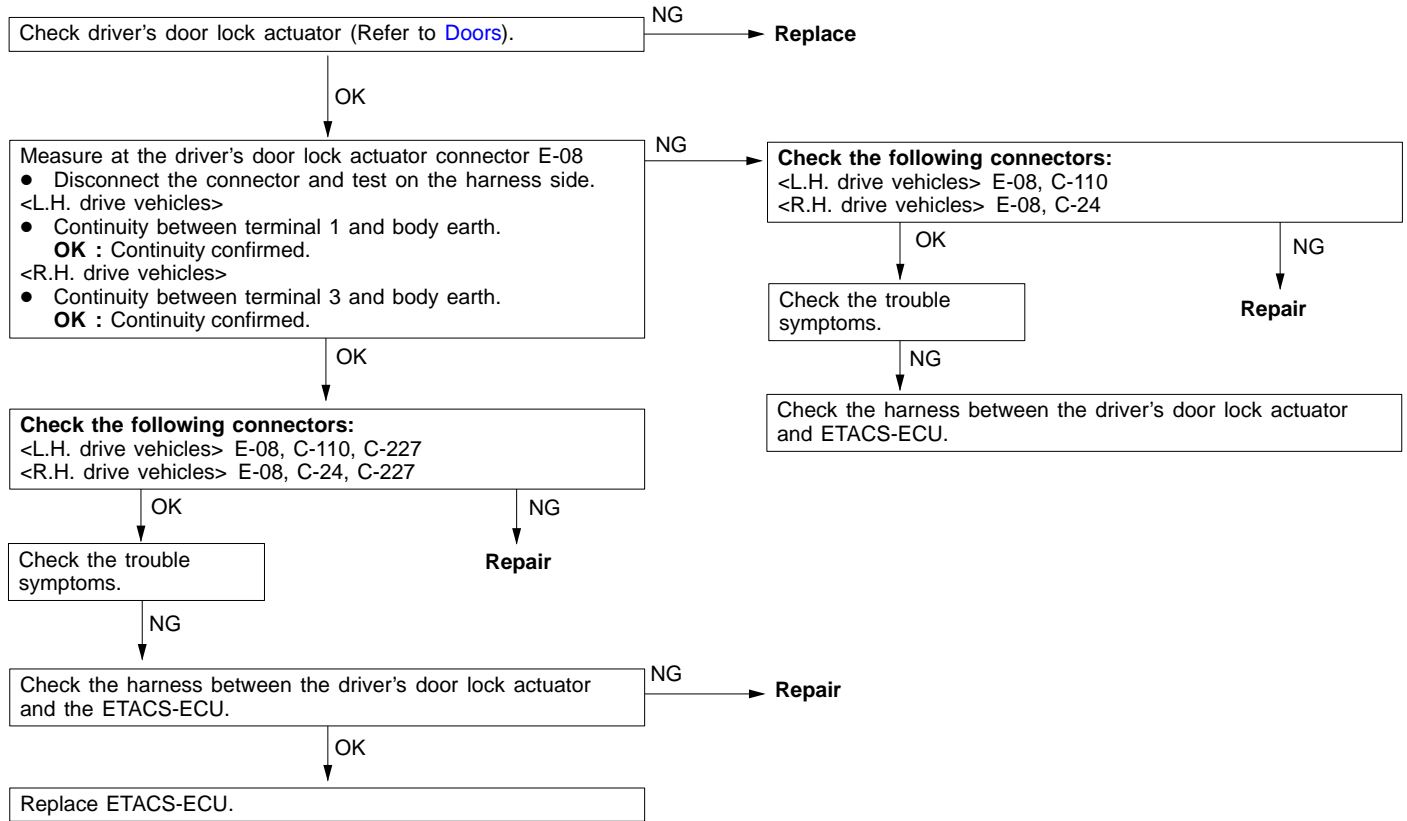 Check driver's door lock actuator (Refer to Doors).
NG
Replace
OK
Measure at the driver's door lock actuator connector E-08
● Disconnect the connector and test on the harness side.
<L.H. drive vehicles>
● Continuity between terminal 1 and body earth.
OK : Continuity confirmed.
<R.H. drive vehicles>
● Continuity between terminal 3 and body earth.
OK : Continuity confirmed.
NG
Check the following connectors:
<L.H. drive vehicles> E-08, C-110
<R.H. drive vehicles> E-08, C-24
OK
NG
Check the trouble
symptoms.
Repair
NG
Check the harness between the driver's door lock actuator
and ETACS-ECU.
OK
Check the following connectors:
<L.H. drive vehicles> E-08, C-110, C-227
<R.H. drive vehicles> E-08, C-24, C-227
OK
NG
Check the trouble
symptoms.
Repair
NG
Check the harness between the driver's door lock actuator
and the ETACS-ECU.
NG
Repair
OK
Replace ETACS-ECU.